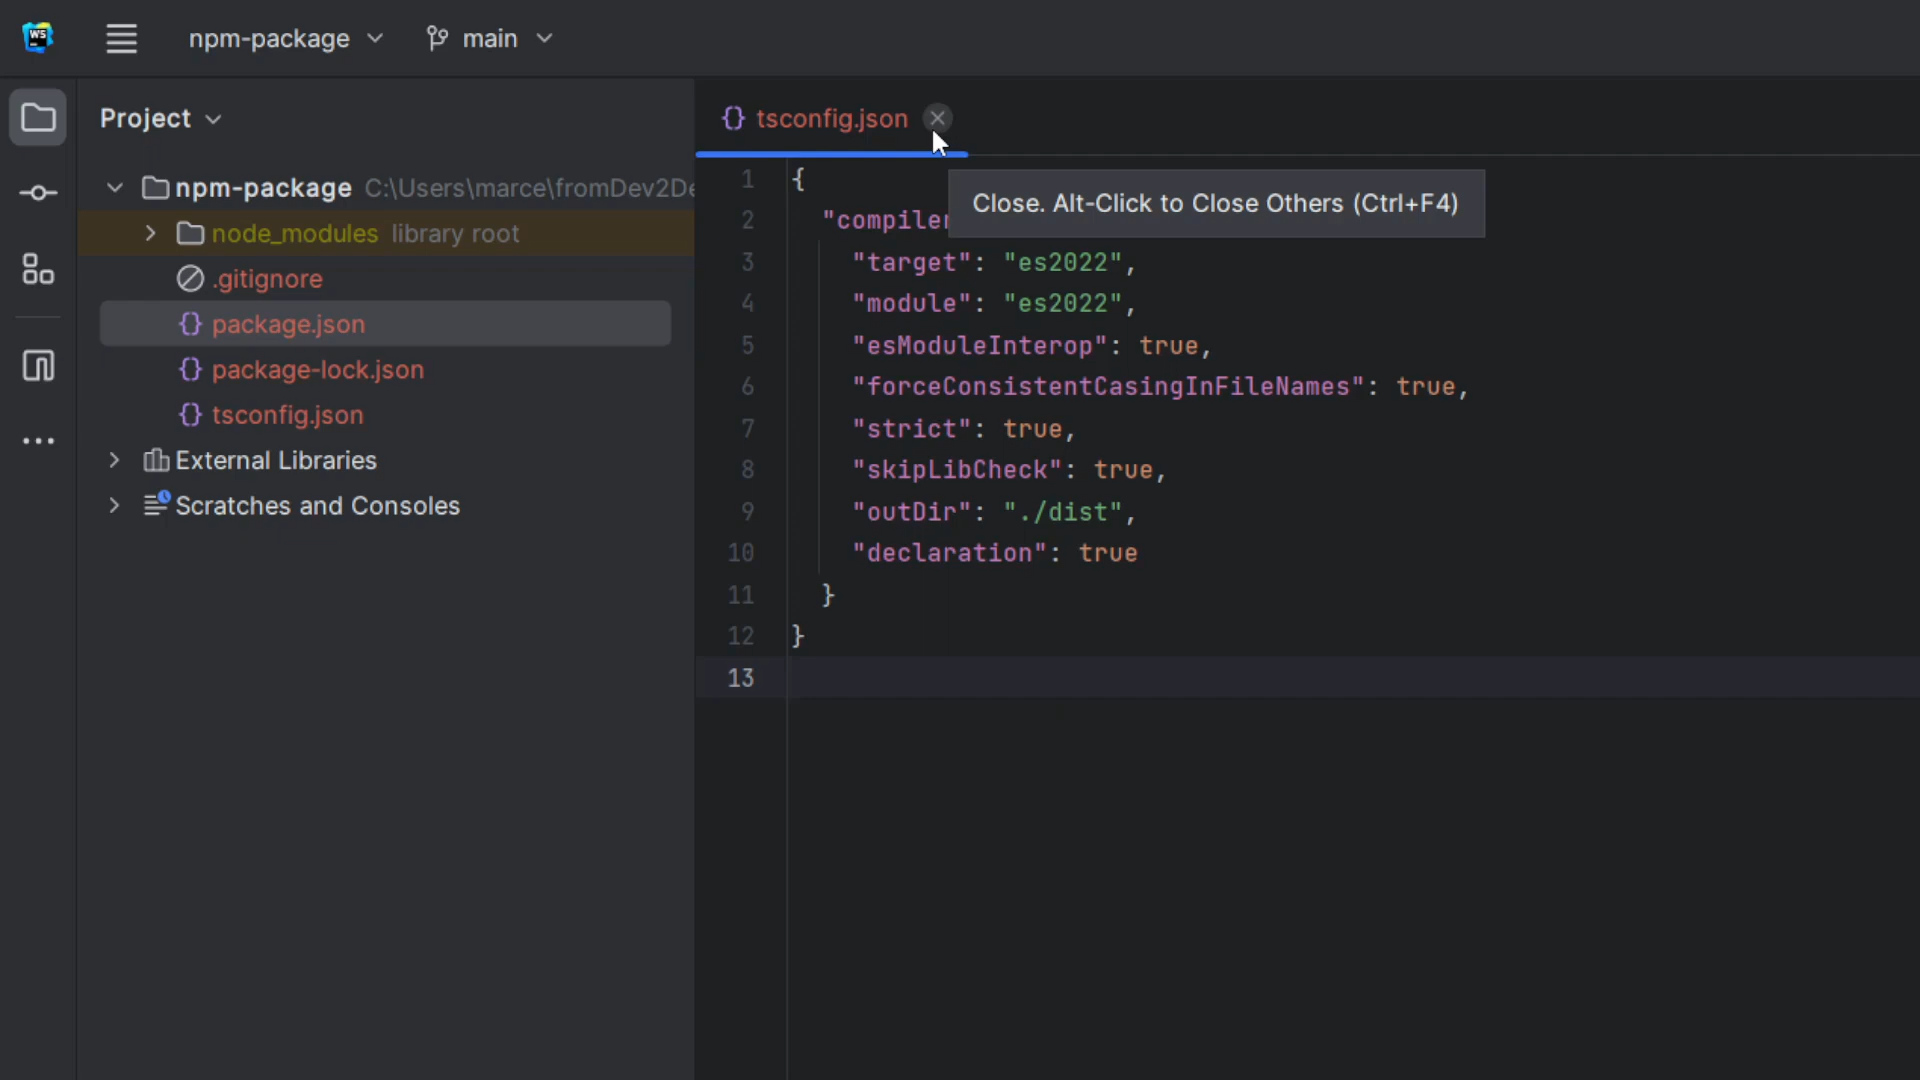 WS
npm-package
main
Project
npm-package C:\Users\marce\fromDev2De
node_modules library root
.gitignore
{} package.json
{} package-lock.json
{} tsconfig.json
External Libraries
Scratches and Consoles
{} tsconfig.json
Close. Alt-Click to Close Others (Ctrl+F4)
1 {
2 "compiler
3 "target": "es2022",
4 "module": "es2022",
5 "esModuleInterop": true,
6 "forceConsistentCasingInFileNames": true,
7 "strict": true,
8 "skipLibCheck": true,
9 "outDir": "./dist",
10 "declaration": true
11 }
12 }
13